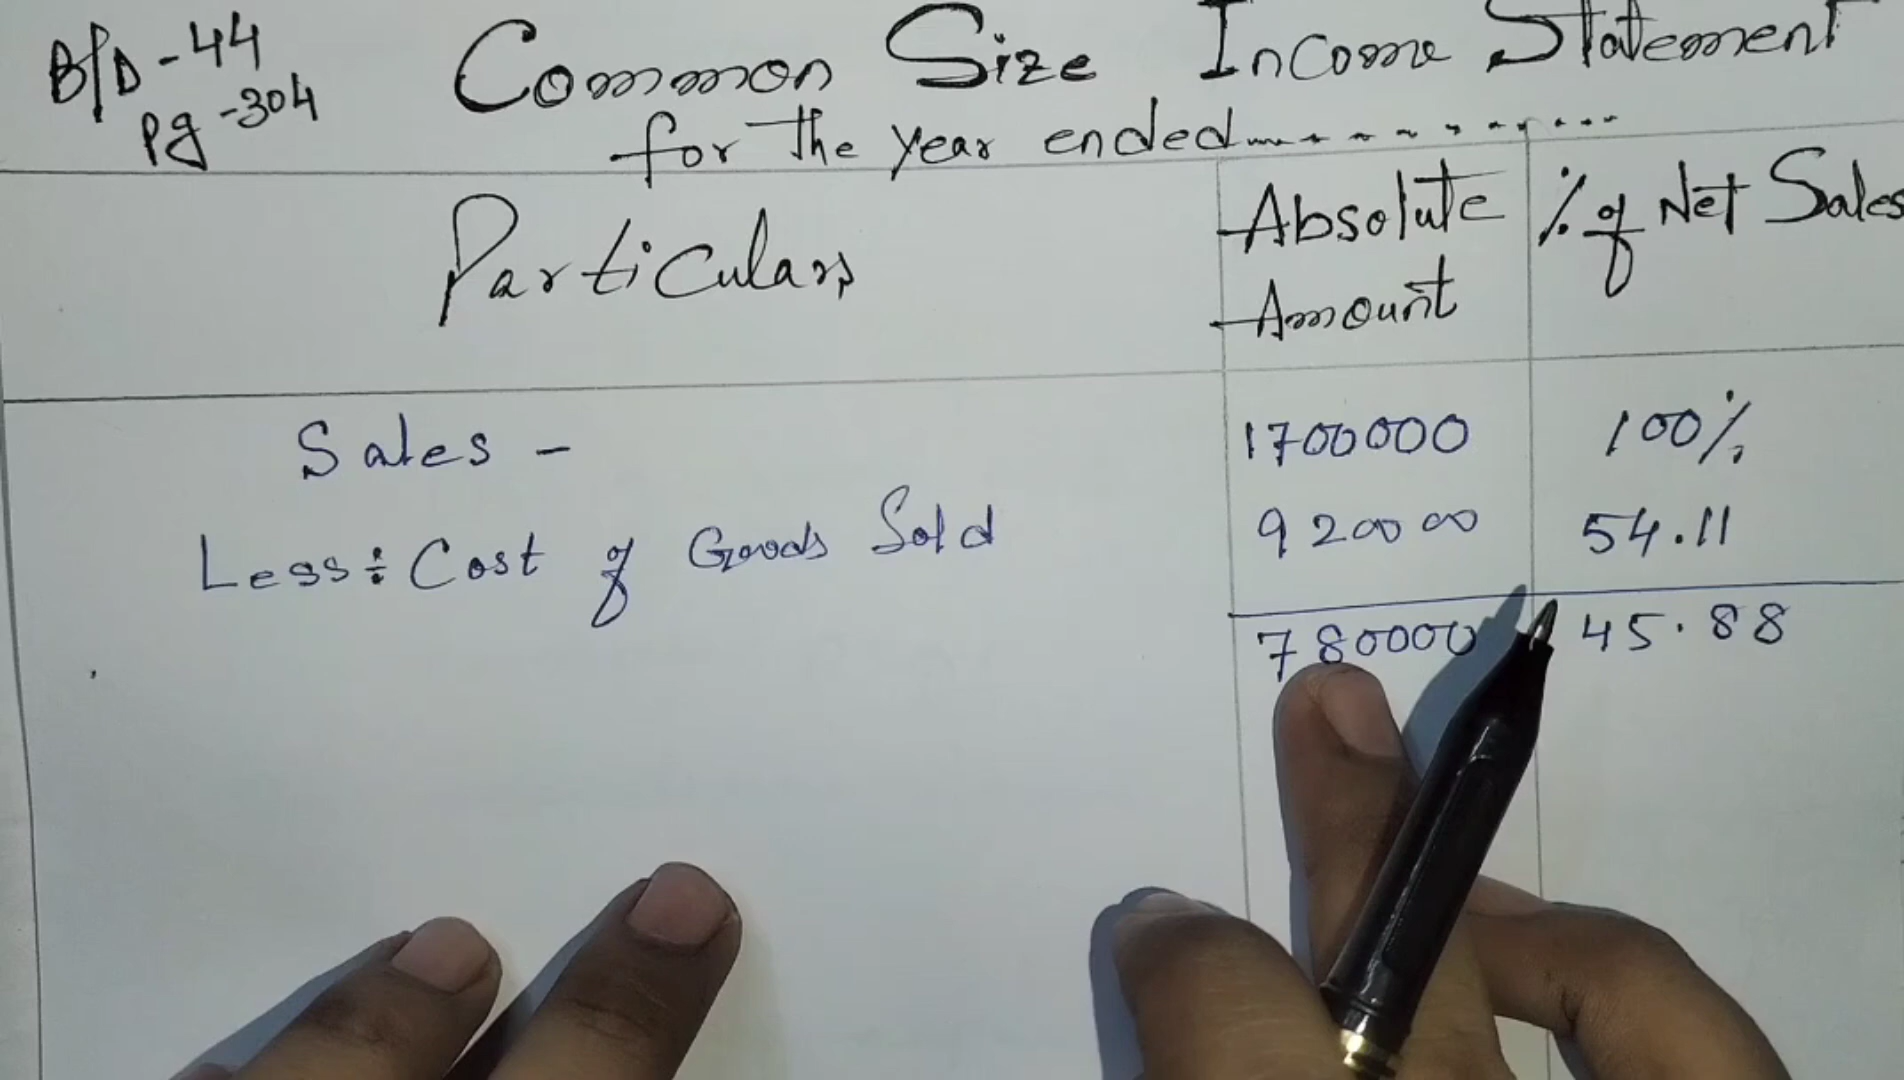 B/D - 44
Pg - 304
Common Size Income Statement
for the year ended............
Particulars
Absolute Amount
% of Net Sales
Sales - 1700000 100%
Less: Cost of Goods Sold 920000 54.11
780000 45.88